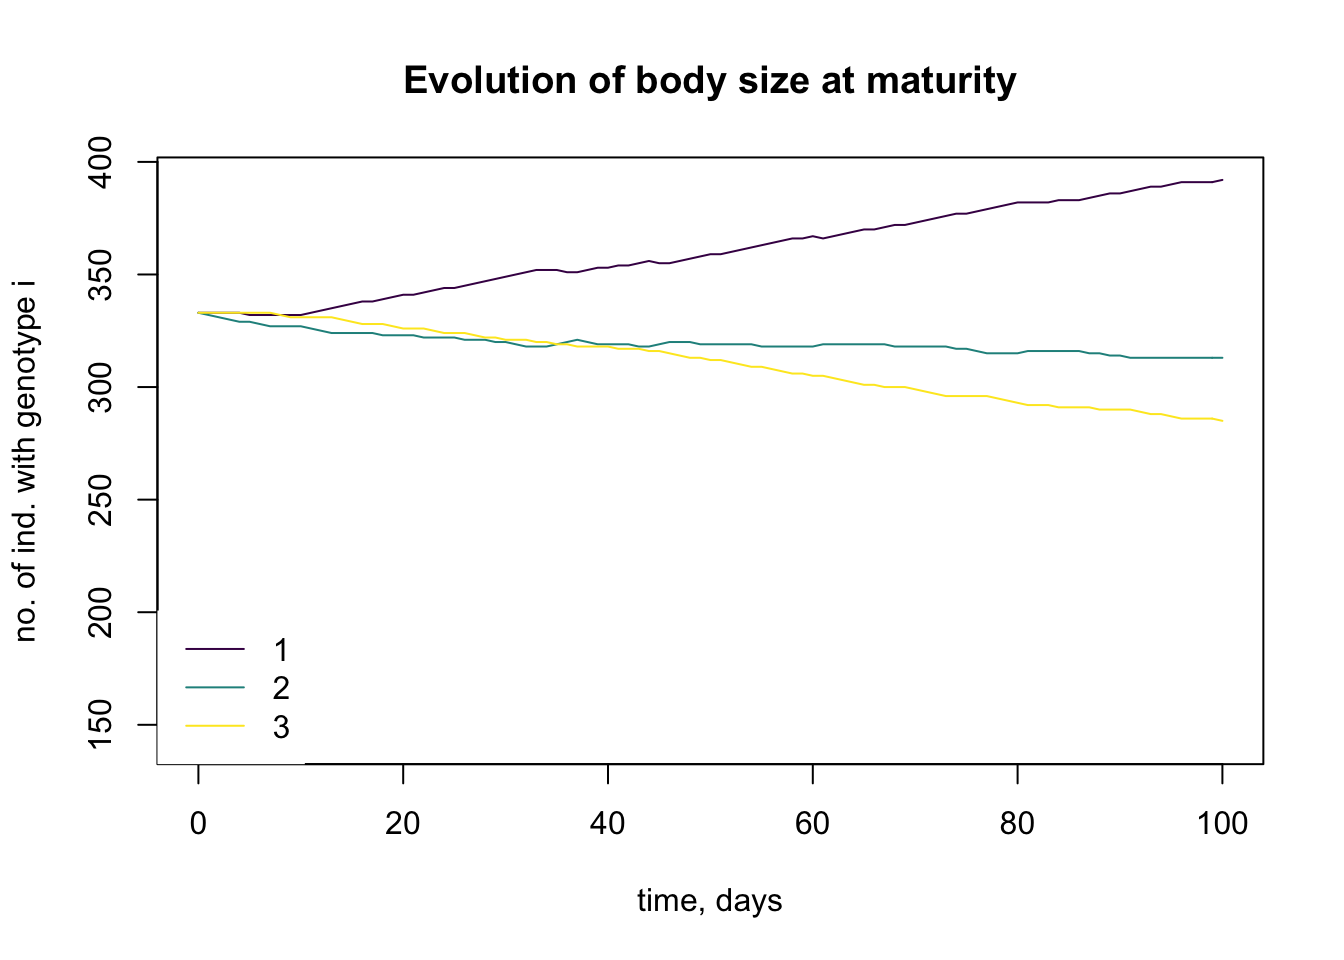 Evolution of body size at maturity
no. of ind. with genotype i
400
350
300
250
200
150
1
2
3
0 20 40 60 80 100
time, days